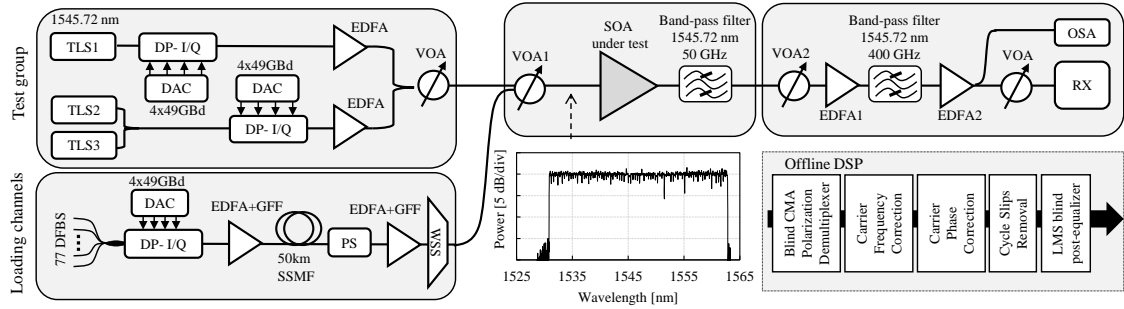 Test group
1545.72 nm
TLS1
DP- I/Q
DAC
4x49GBd
EDFA
TLS2
TLS3
4x49GBd
DAC
DP- I/Q
EDFA
VOA
Loading channels
77 DFBS
4x49GBd
DAC
DP- I/Q
EDFA+GFF
50km
SSMF
PS
EDFA+GFF
WSS
VOA1
SOA
under test
Band-pass filter
1545.72 nm
50 GHz
VOA2
EDFA1
Band-pass filter
1545.72 nm
400 GHz
EDFA2
VOA
OSA
RX
Power [5 dB/div]
1525
1535
1545
1555
1565
Wavelength [nm]
Offline DSP
Blind CMA
Polarization
Demultiplexer
Carrier
Frequency
Correction
Carrier
Phase
Correction
Cycle Slips
Removal
LMS blind
post-equalizer